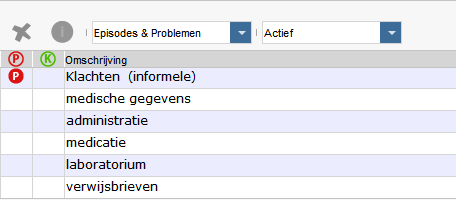 Episodes & Problemen Actief
P K Omschrijving
P Klachten (informele)
medische gegevens
administratie
medicatie
laboratorium
verwijsbrieven